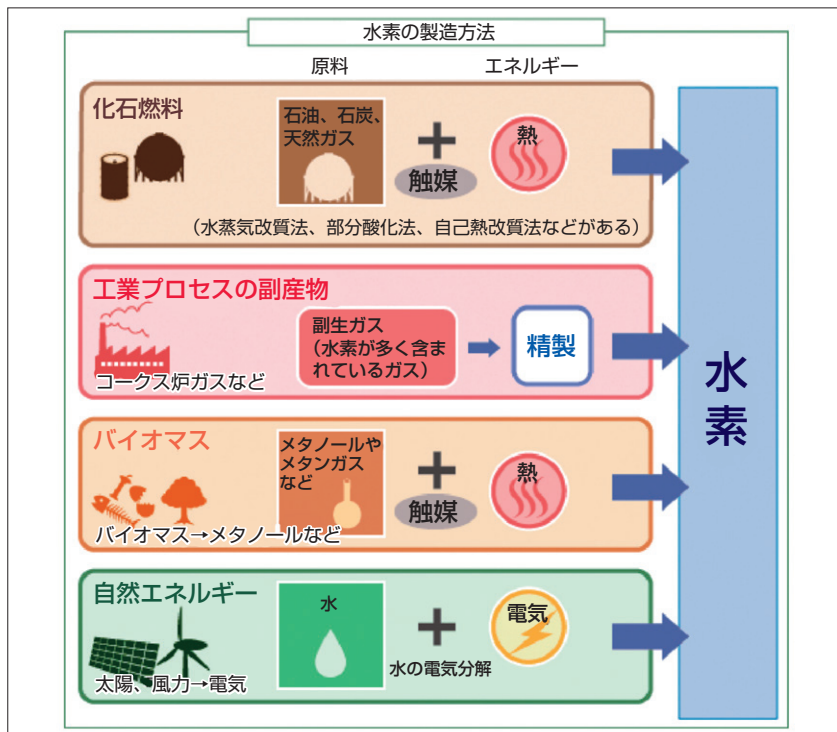 水素の製造方法
原料
エネルギー
化石燃料
石油、石炭、
天然ガス
触媒
熱
（水蒸気改質法、部分酸化法、自己熱改質法などがある）
工業プロセスの副産物
コークス炉ガスなど
副生ガス
（水素が多く含ま
れているガス）
精製
バイオマス
バイオマス→メタノールなど
メタノールや
メタンガス
など
触媒
熱
自然エネルギー
太陽、風力→電気
水
水の電気分解
電気
水素